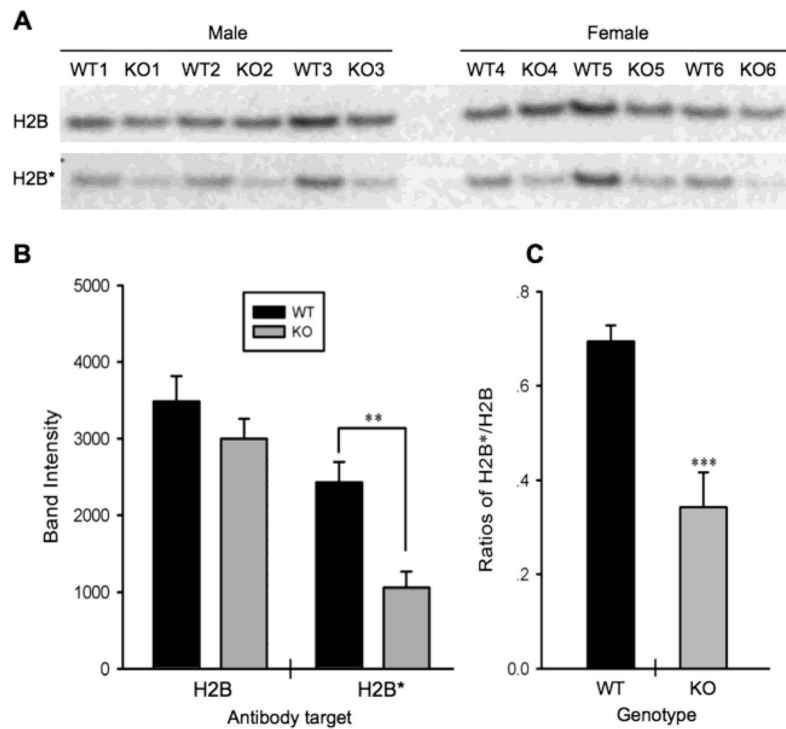 A
Male Female
WT1 KO1 WT2 KO2 WT3 KO3 WT4 KO4 WT5 KO5 WT6 KO6
H2B
H2B*
B
5000
4000
3000
2000
1000
0
Band Intensity
WT
KO
**
H2B H2B*
Antibody target
C
.8
.6
.4
.2
0.0
Ratios of H2B*/H2B
***
WT KO
Genotype